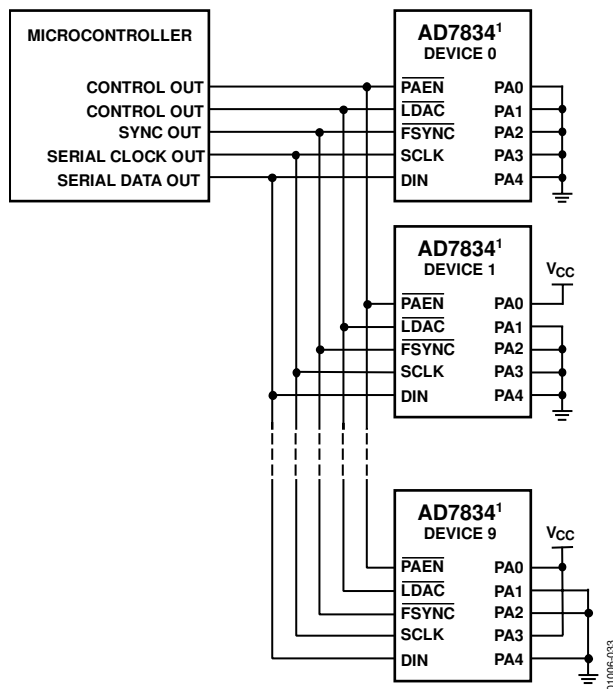 MICROCONTROLLER
CONTROL OUT
CONTROL OUT
SYNC OUT
SERIAL CLOCK OUT
SERIAL DATA OUT
AD7834¹
DEVICE 0
PAEN PA0
LDAC PA1
FSYNC PA2
SCLK PA3
DIN PA4
AD7834¹
DEVICE 1
VCC
PAEN PA0
LDAC PA1
FSYNC PA2
SCLK PA3
DIN PA4
AD7834¹
DEVICE 9
VCC
PAEN PA0
LDAC PA1
FSYNC PA2
SCLK PA3
DIN PA4
01006-033